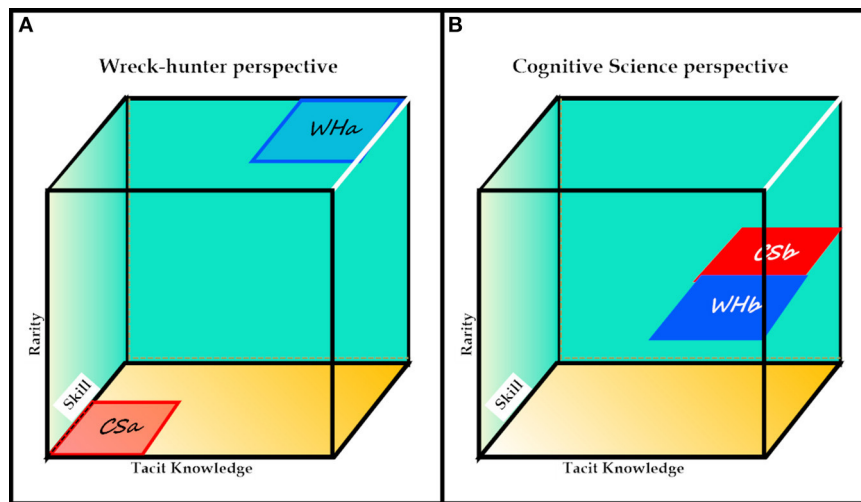 A
Wreck-hunter perspective
WHa
Rarity
Skill
CSa
Tacit Knowledge
B
Cognitive Science perspective
CSb
WHb
Rarity
Skill
Tacit Knowledge